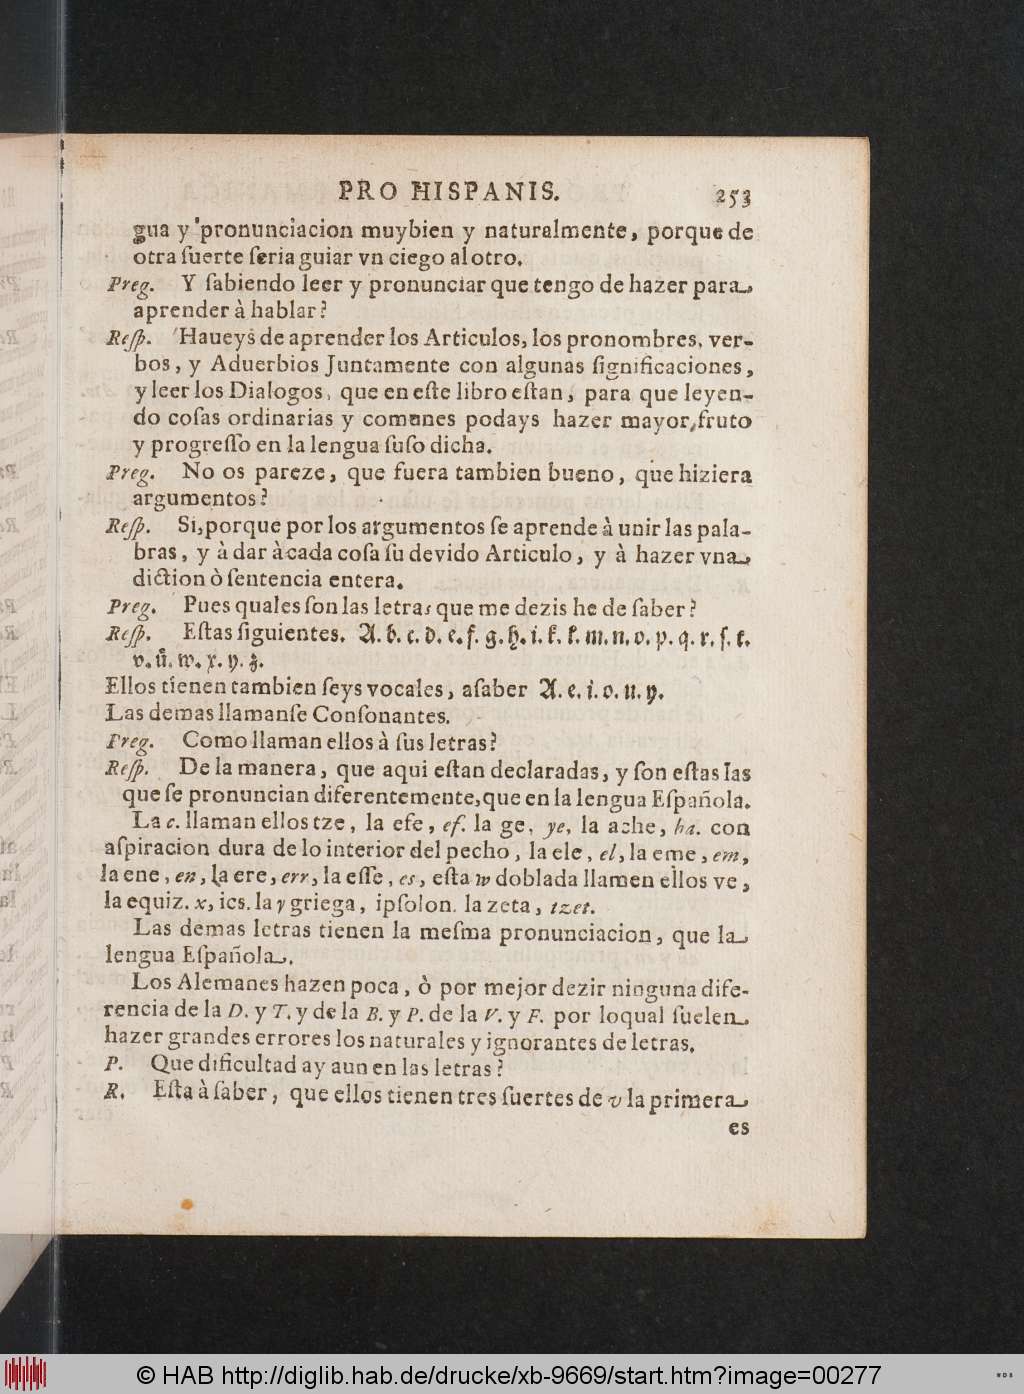 PRO HISPANIS. 253
gua y pronunciacion muybien y naturalmente, porque de
otra ſuerte ſeria guiar vn ciego al otro.
Preg. Y ſabiendo leer y pronunciar que tengo de hazer para
aprender à hablar?
Reſp. Haueys de aprender los Articulos, los pronombres, ver-
bos, y Aduerbios Juntamente con algunas ſignificaciones,
y leer los Dialogos, que en eſte libro eſtan, para que leyen-
do coſas ordinarias y comunes podays hazer mayor fruto
y progreſſo en la lengua ſuſo dicha.
Preg. No os pareze, que fuera tambien bueno, que hiziera
argumentos?
Reſp. Si, porque por los argumentos ſe aprende à unir las pala-
bras, y à dar à cada coſa ſu devido Articulo, y à hazer vna
diction ò ſentencia entera.
Preg. Pues quales ſon las letras que me dezis he de ſaber?
Reſp. Eſtas ſiguientes. A. b. c. d. e. f. g. h. i. k. l. m. n. o. p. q. r. ſ. t.
v. ů. w. x. y. z.
Ellos tienen tambien ſeys vocales, aſaber A. e. i. o. u. y.
Las demas llamanſe Conſonantes.
Preg. Como llaman ellos à ſus letras?
Reſp. De la manera, que aqui eſtan declaradas, y ſon eſtas las
que ſe pronuncian diferentemente, que en la lengua Eſpañola.
La c. llaman ellos tze, la efe, ef. la ge, ye, la ache, ha. con
aſpiracion dura de lo interior del pecho, la ele, el, la eme, em,
la ene, en, la ere, err, la eſſe, es, eſta w doblada llamen ellos ve,
la equiz. x, ics. la y griega, ipſolon. la zeta, tzet.
Las demas letras tienen la meſma pronunciacion, que la
lengua Eſpañola.
Los Alemanes hazen poca, ò por mejor dezir ninguna dife-
rencia de la D. y T. y de la B. y P. de la V. y F. por loqual ſuelen
hazer grandes errores los naturales y ignorantes de letras.
P. Que dificultad ay aun en las letras?
R. Eſta à ſaber, que ellos tienen tres ſuertes de v la primera
es
© HAB http://diglib.hab.de/drucke/xb-9669/start.htm?image=00277